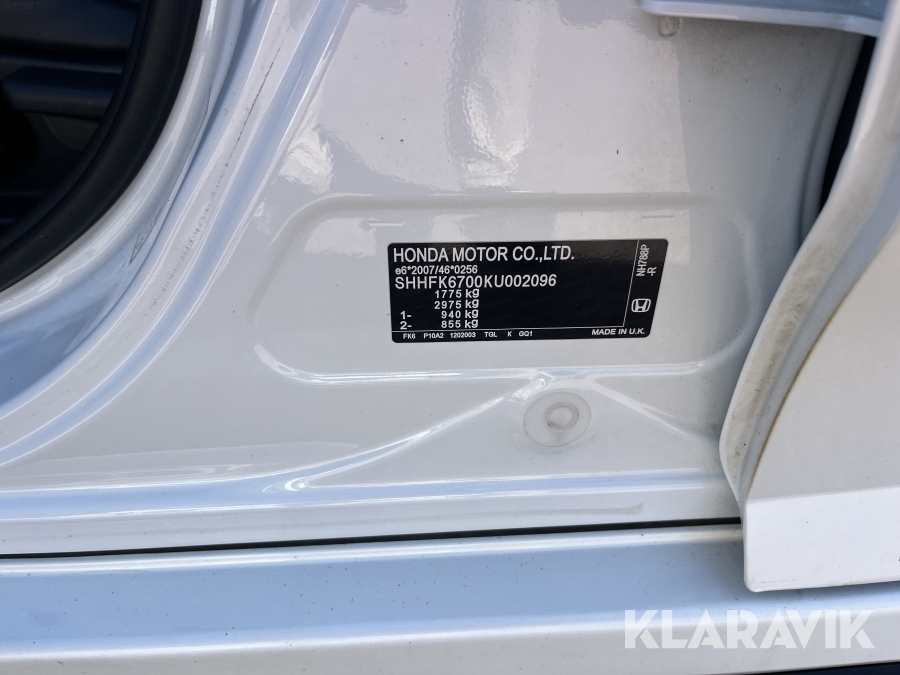 HONDA MOTOR CO.,LTD.
e6*2007/46*0256
SHHFK6700KU002096
1775 kg
2975 kg
1- 940 kg
2- 855 kg
FK6 P10A2 1202003 TGL K GQ1
MADE IN U.K.
NH788P
-R
KLARAVIK